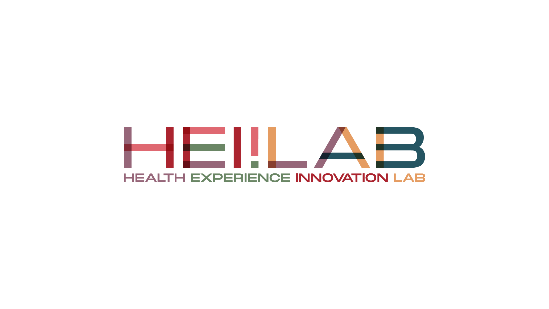 HEI!LAB
HEALTH EXPERIENCE INNOVATION LAB